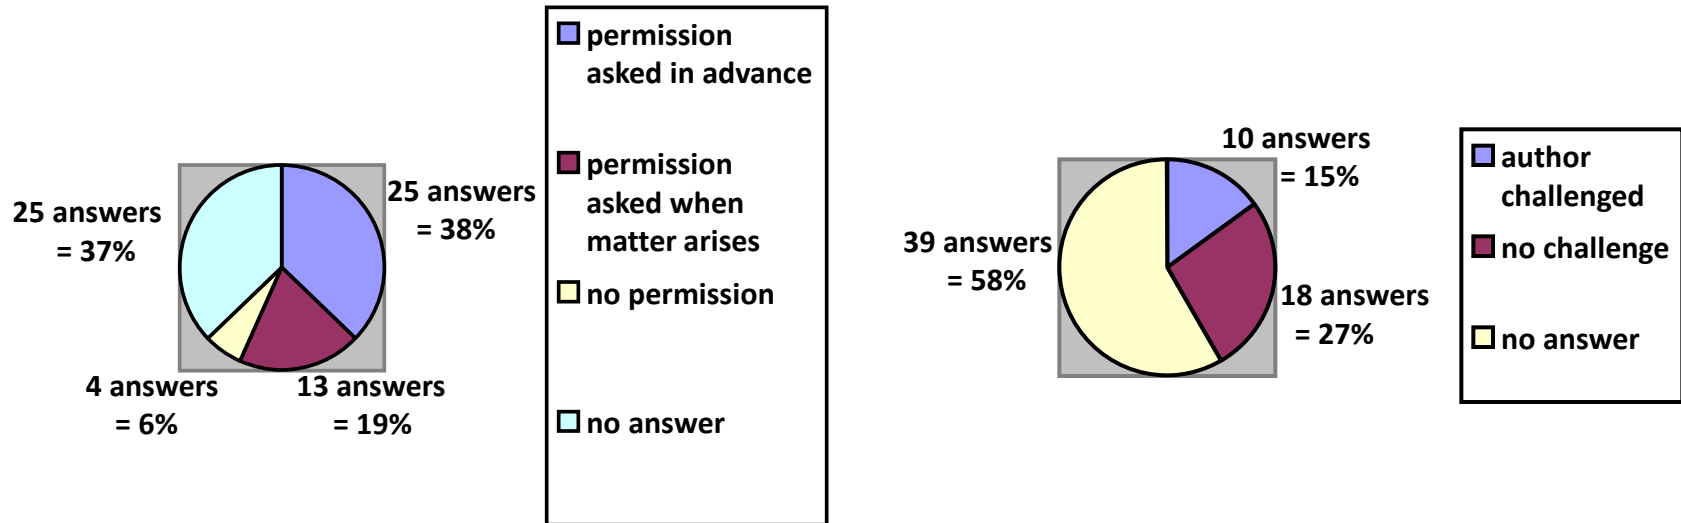 25 answers
= 37%
25 answers
= 38%
4 answers
= 6%
13 answers
= 19%
permission
asked in advance
permission
asked when
matter arises
no permission
no answer
39 answers
= 58%
10 answers
= 15%
18 answers
= 27%
author
challenged
no challenge
no answer